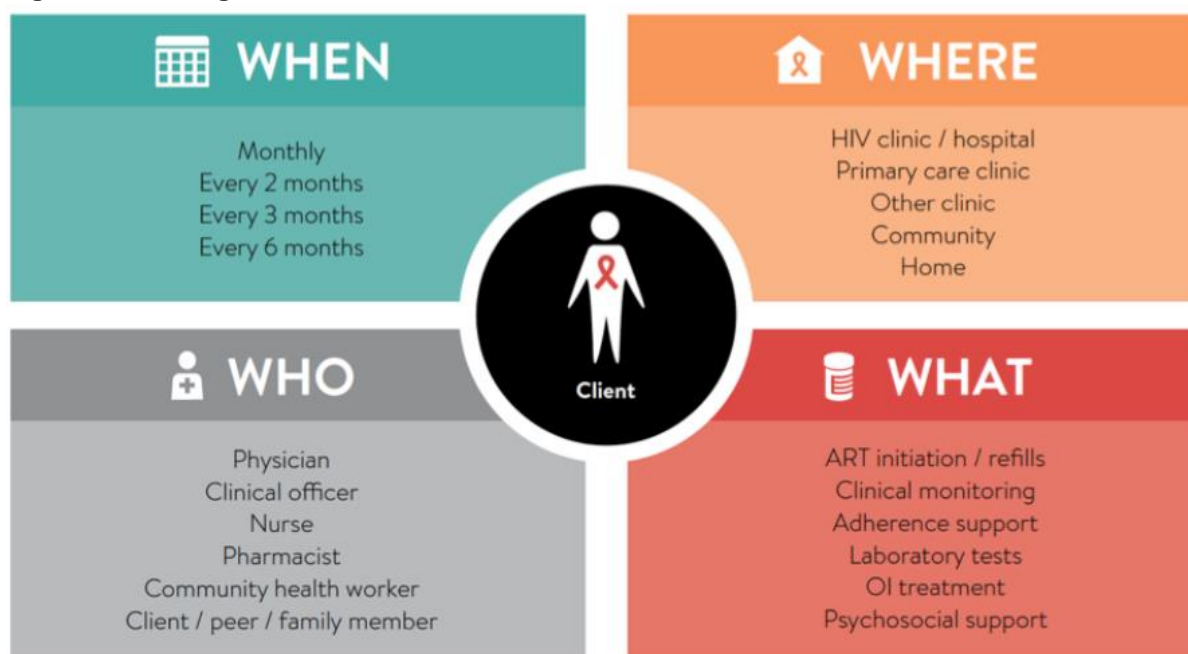 WHEN
Monthly
Every 2 months
Every 3 months
Every 6 months
WHERE
HIV clinic / hospital
Primary care clinic
Other clinic
Community
Home
Client
WHO
Physician
Clinical officer
Nurse
Pharmacist
Community health worker
Client / peer / family member
WHAT
ART initiation / refills
Clinical monitoring
Adherence support
Laboratory tests
OI treatment
Psychosocial support